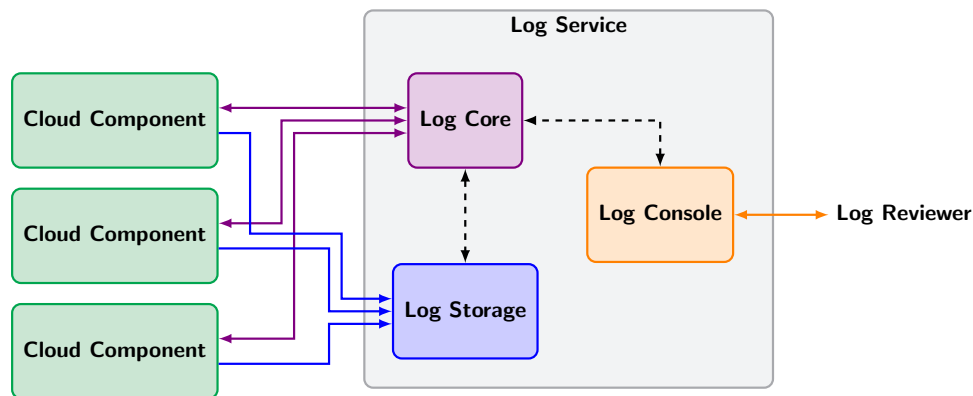 Log Service
Cloud Component
Log Core
Cloud Component
Log Console
Log Reviewer
Log Storage
Cloud Component